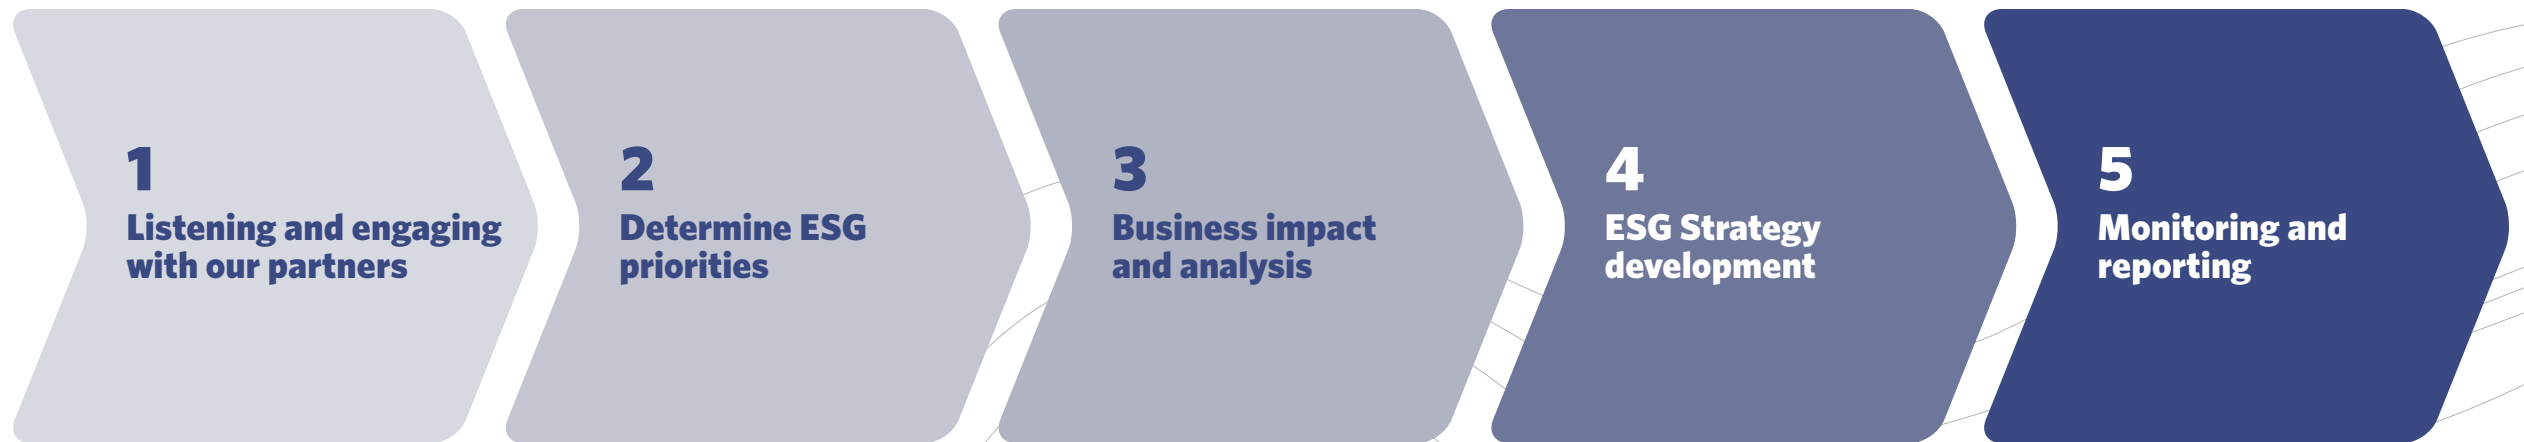 1
Listening and engaging
with our partners
2
Determine ESG
priorities
3
Business impact
and analysis
4
ESG Strategy
development
5
Monitoring and
reporting